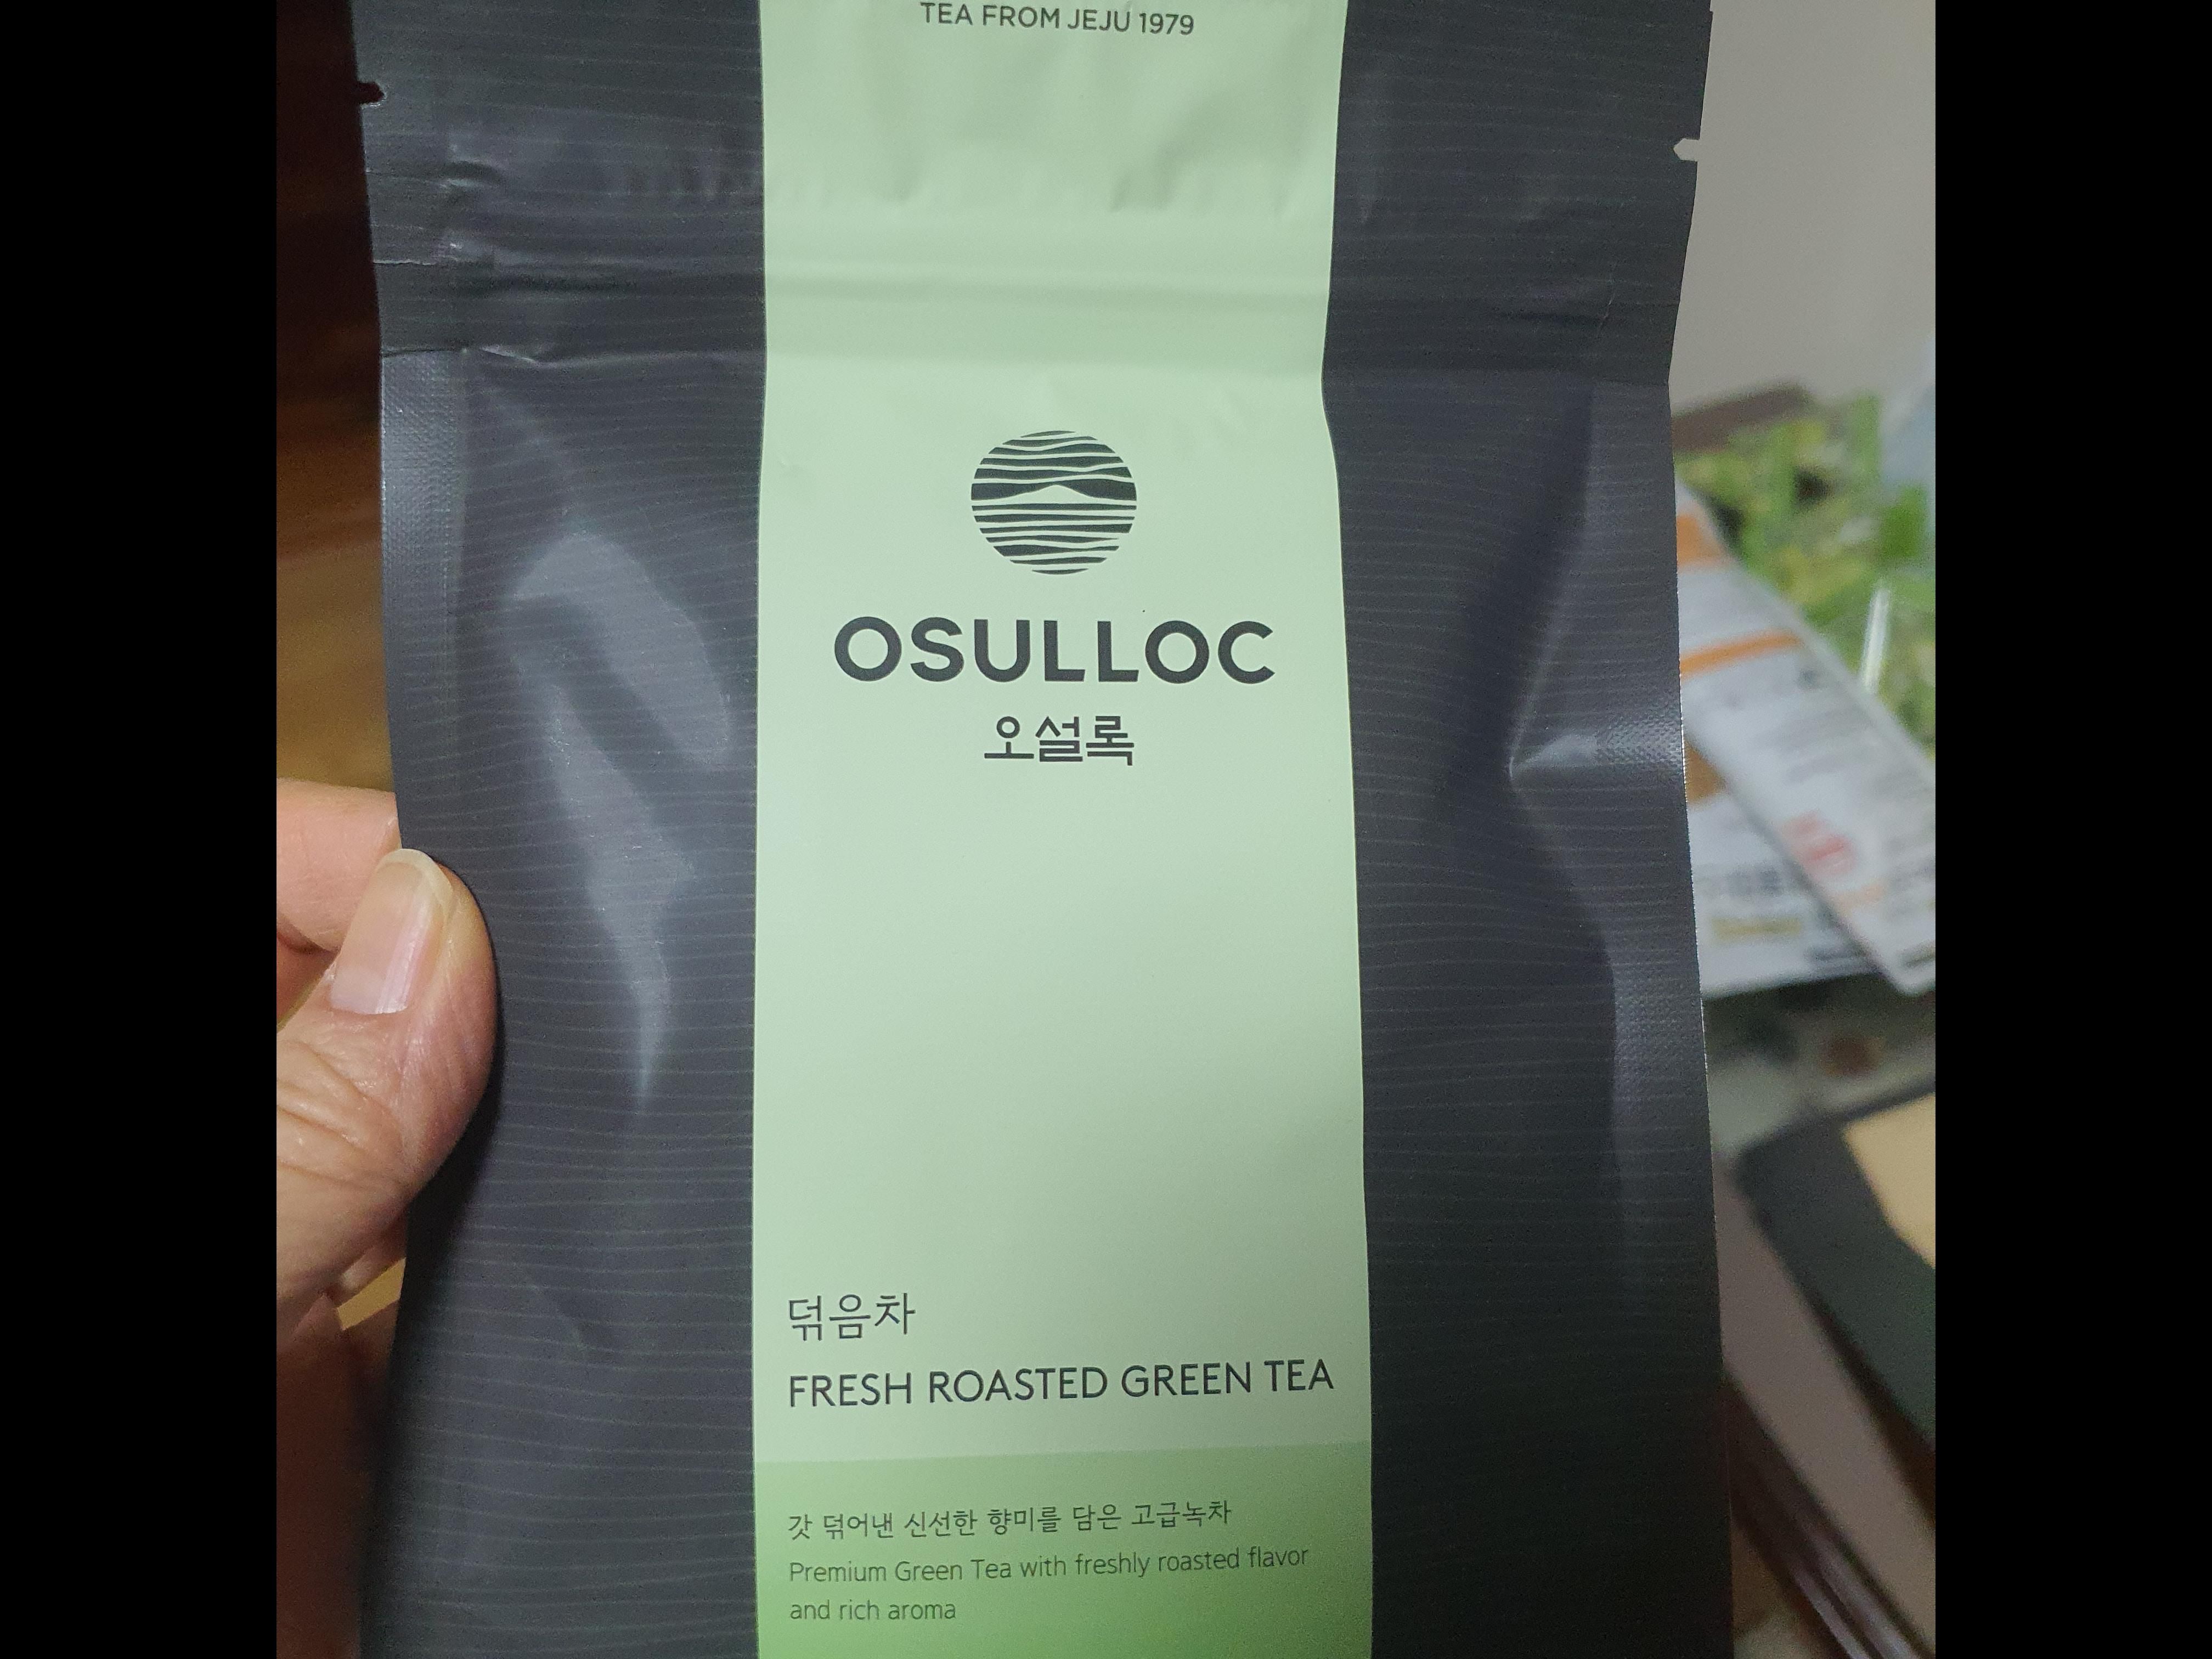 TEA FROM JEJU 1979
OSULLOC
오설록
덖음차
FRESH ROASTED GREEN TEA
갓 덖어낸 신선한 향미를 담은 고급녹차
Premium Green Tea with freshly roasted flavor
and rich aroma